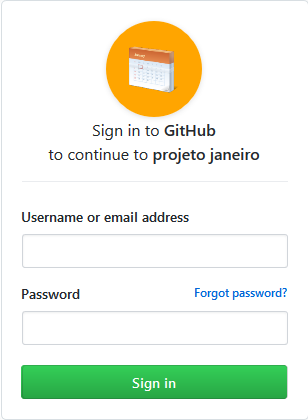 Sign in to GitHub
to continue to projeto janeiro
Username or email address
Password Forgot password?
Sign in